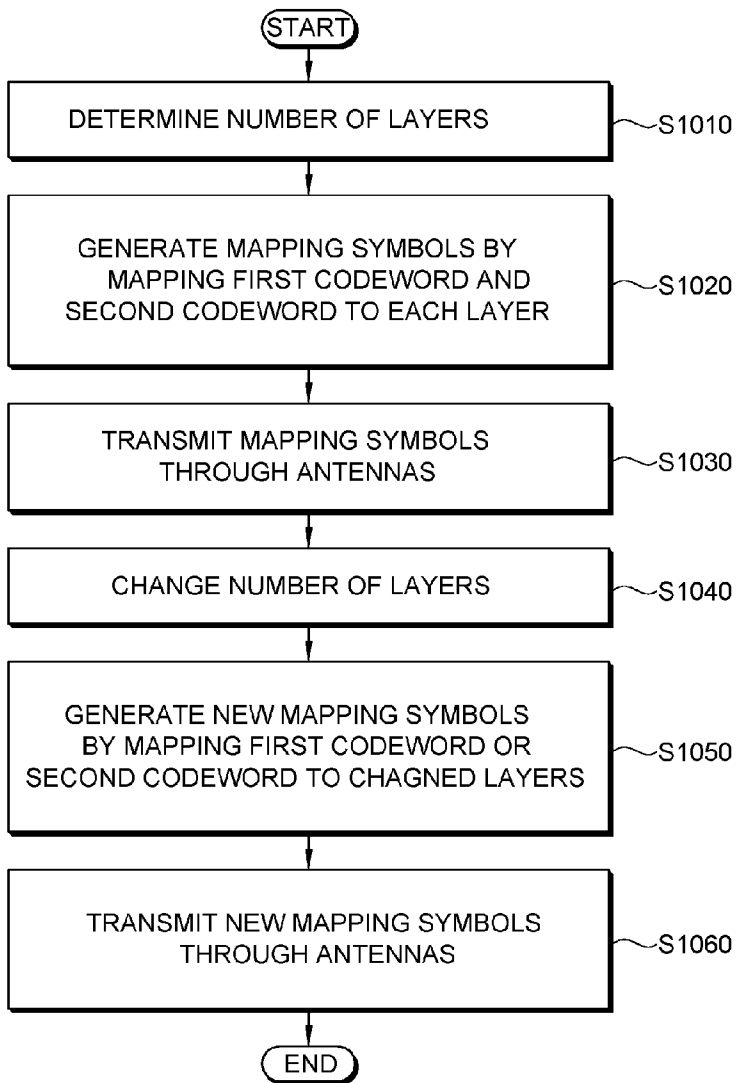 START
DETERMINE NUMBER OF LAYERS
S1010
GENERATE MAPPING SYMBOLS BY
MAPPING FIRST CODEWORD AND
SECOND CODEWORD TO EACH LAYER
S1020
TRANSMIT MAPPING SYMBOLS
THROUGH ANTENNAS
S1030
CHANGE NUMBER OF LAYERS
S1040
GENERATE NEW MAPPING SYMBOLS
BY MAPPING FIRST CODEWORD OR
SECOND CODEWORD TO CHAGNED LAYERS
S1050
TRANSMIT NEW MAPPING SYMBOLS
THROUGH ANTENNAS
S1060
END